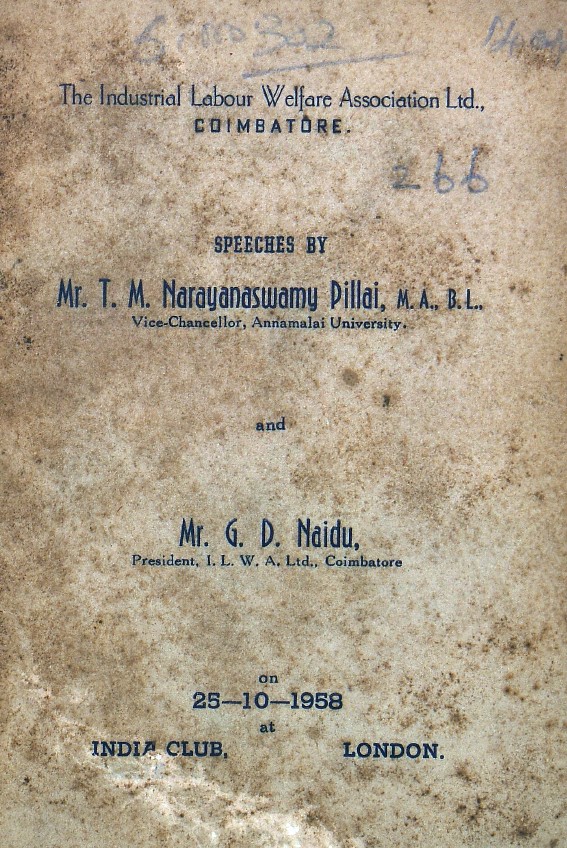 The Industrial Labour Welfare Association Ltd.,
COIMBATORE.
266
SPEECHES BY
Mr. T. M. Narayanaswamy Pillai, M. A., B. L.,
Vice-Chancellor, Annamalai University.
and
Mr. G. D. Naidu,
President, I. L. W. A. Ltd., Coimbatore
on
25—10—1958
at
INDIA CLUB, LONDON.